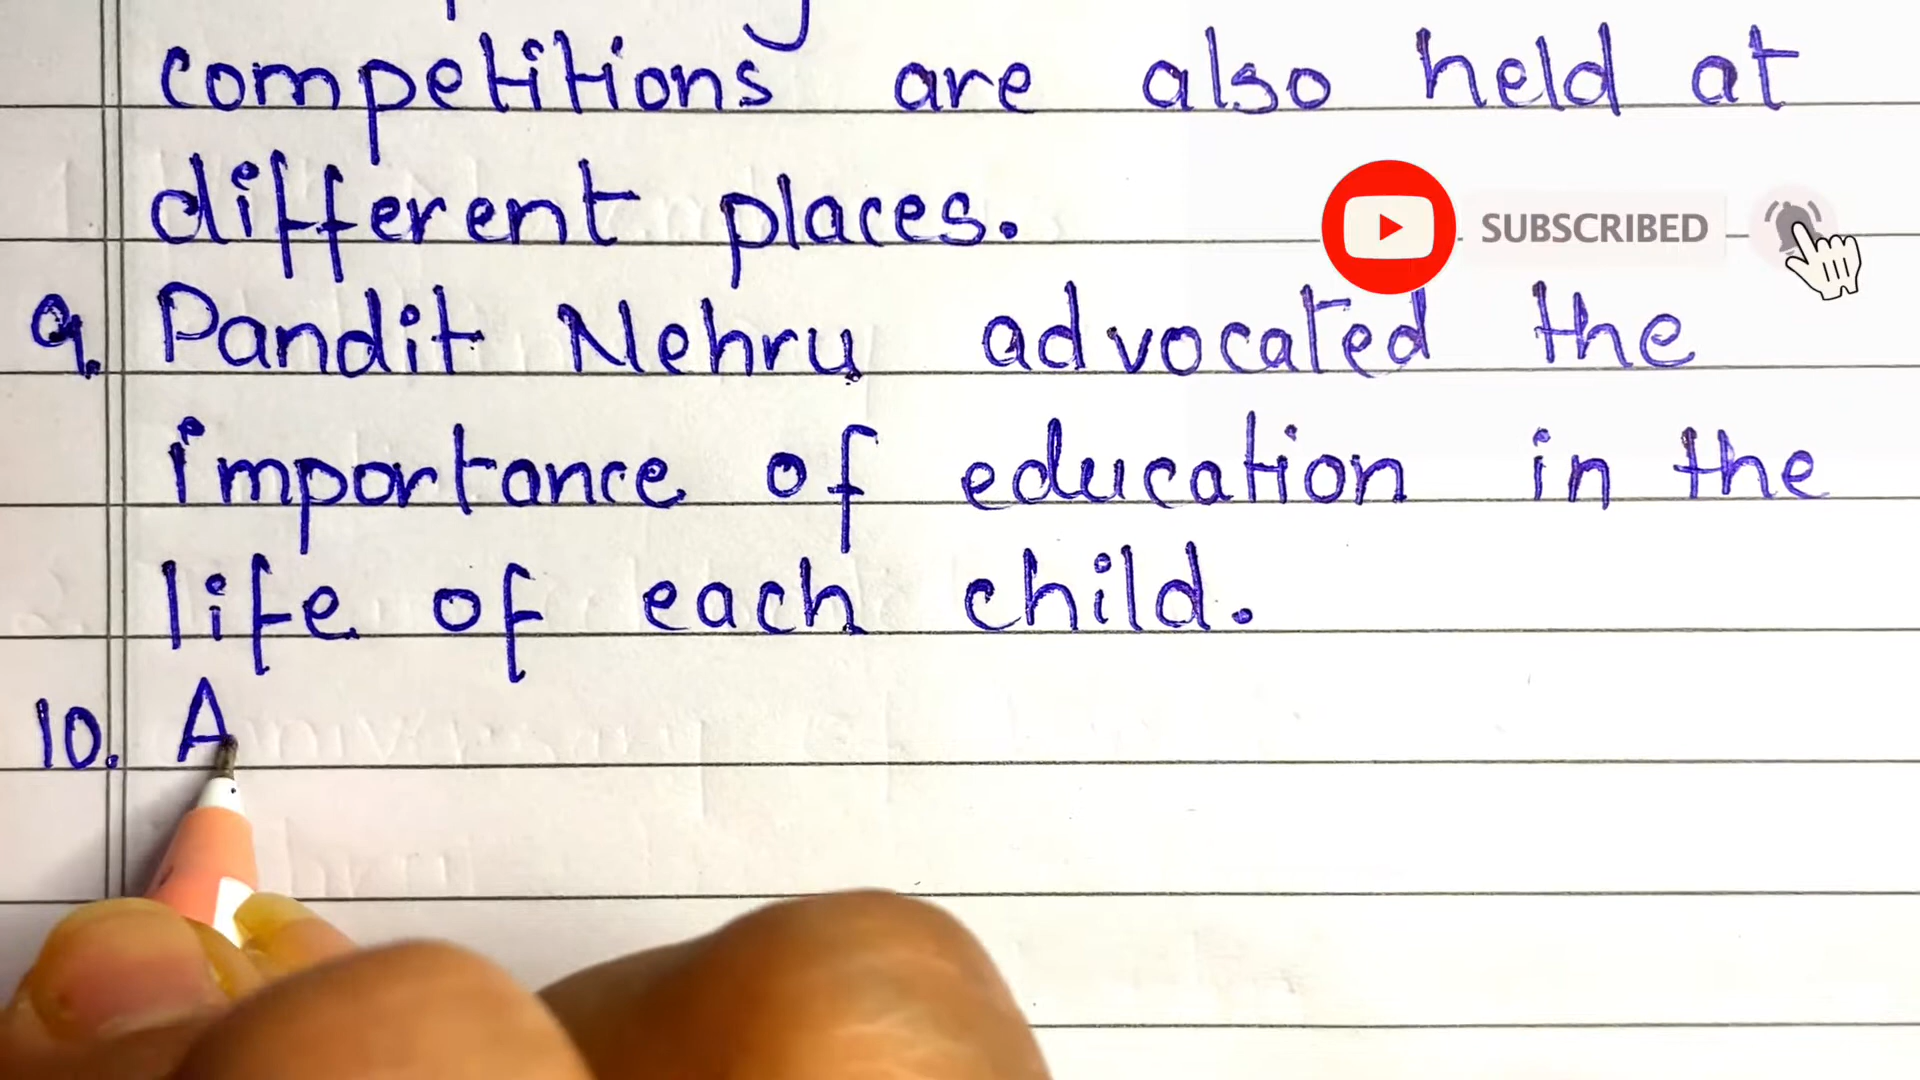 competitions are also held at
different places.
SUBSCRIBED
9. Pandit Nehru advocated the
importance of education in the
life of each child.
10. A